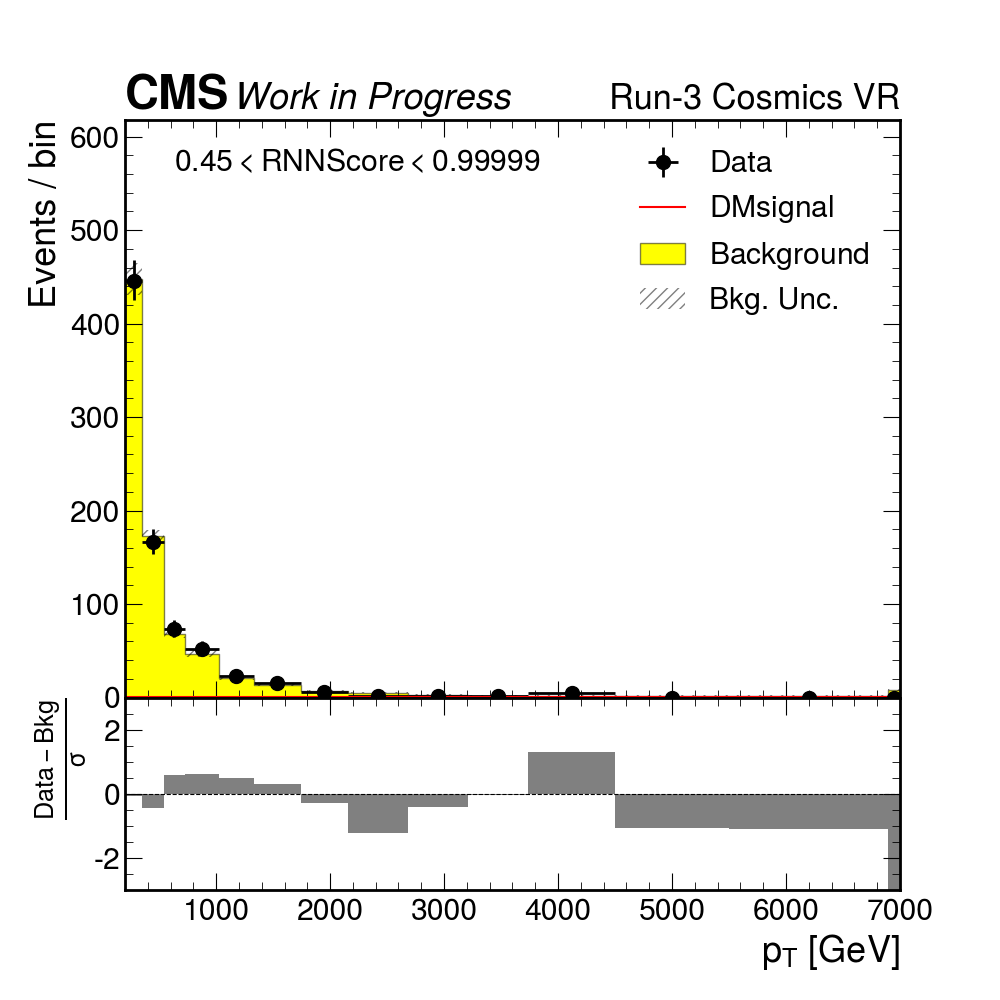 CMS Work in Progress Run-3 Cosmics VR
0.45 < RNNScore < 0.99999
Data
DMsignal
Background
Bkg. Unc.
Events / bin
600
500
400
300
200
100
0
Data – Bkg
σ
2
0
-2
1000 2000 3000 4000 5000 6000 7000
pT [GeV]